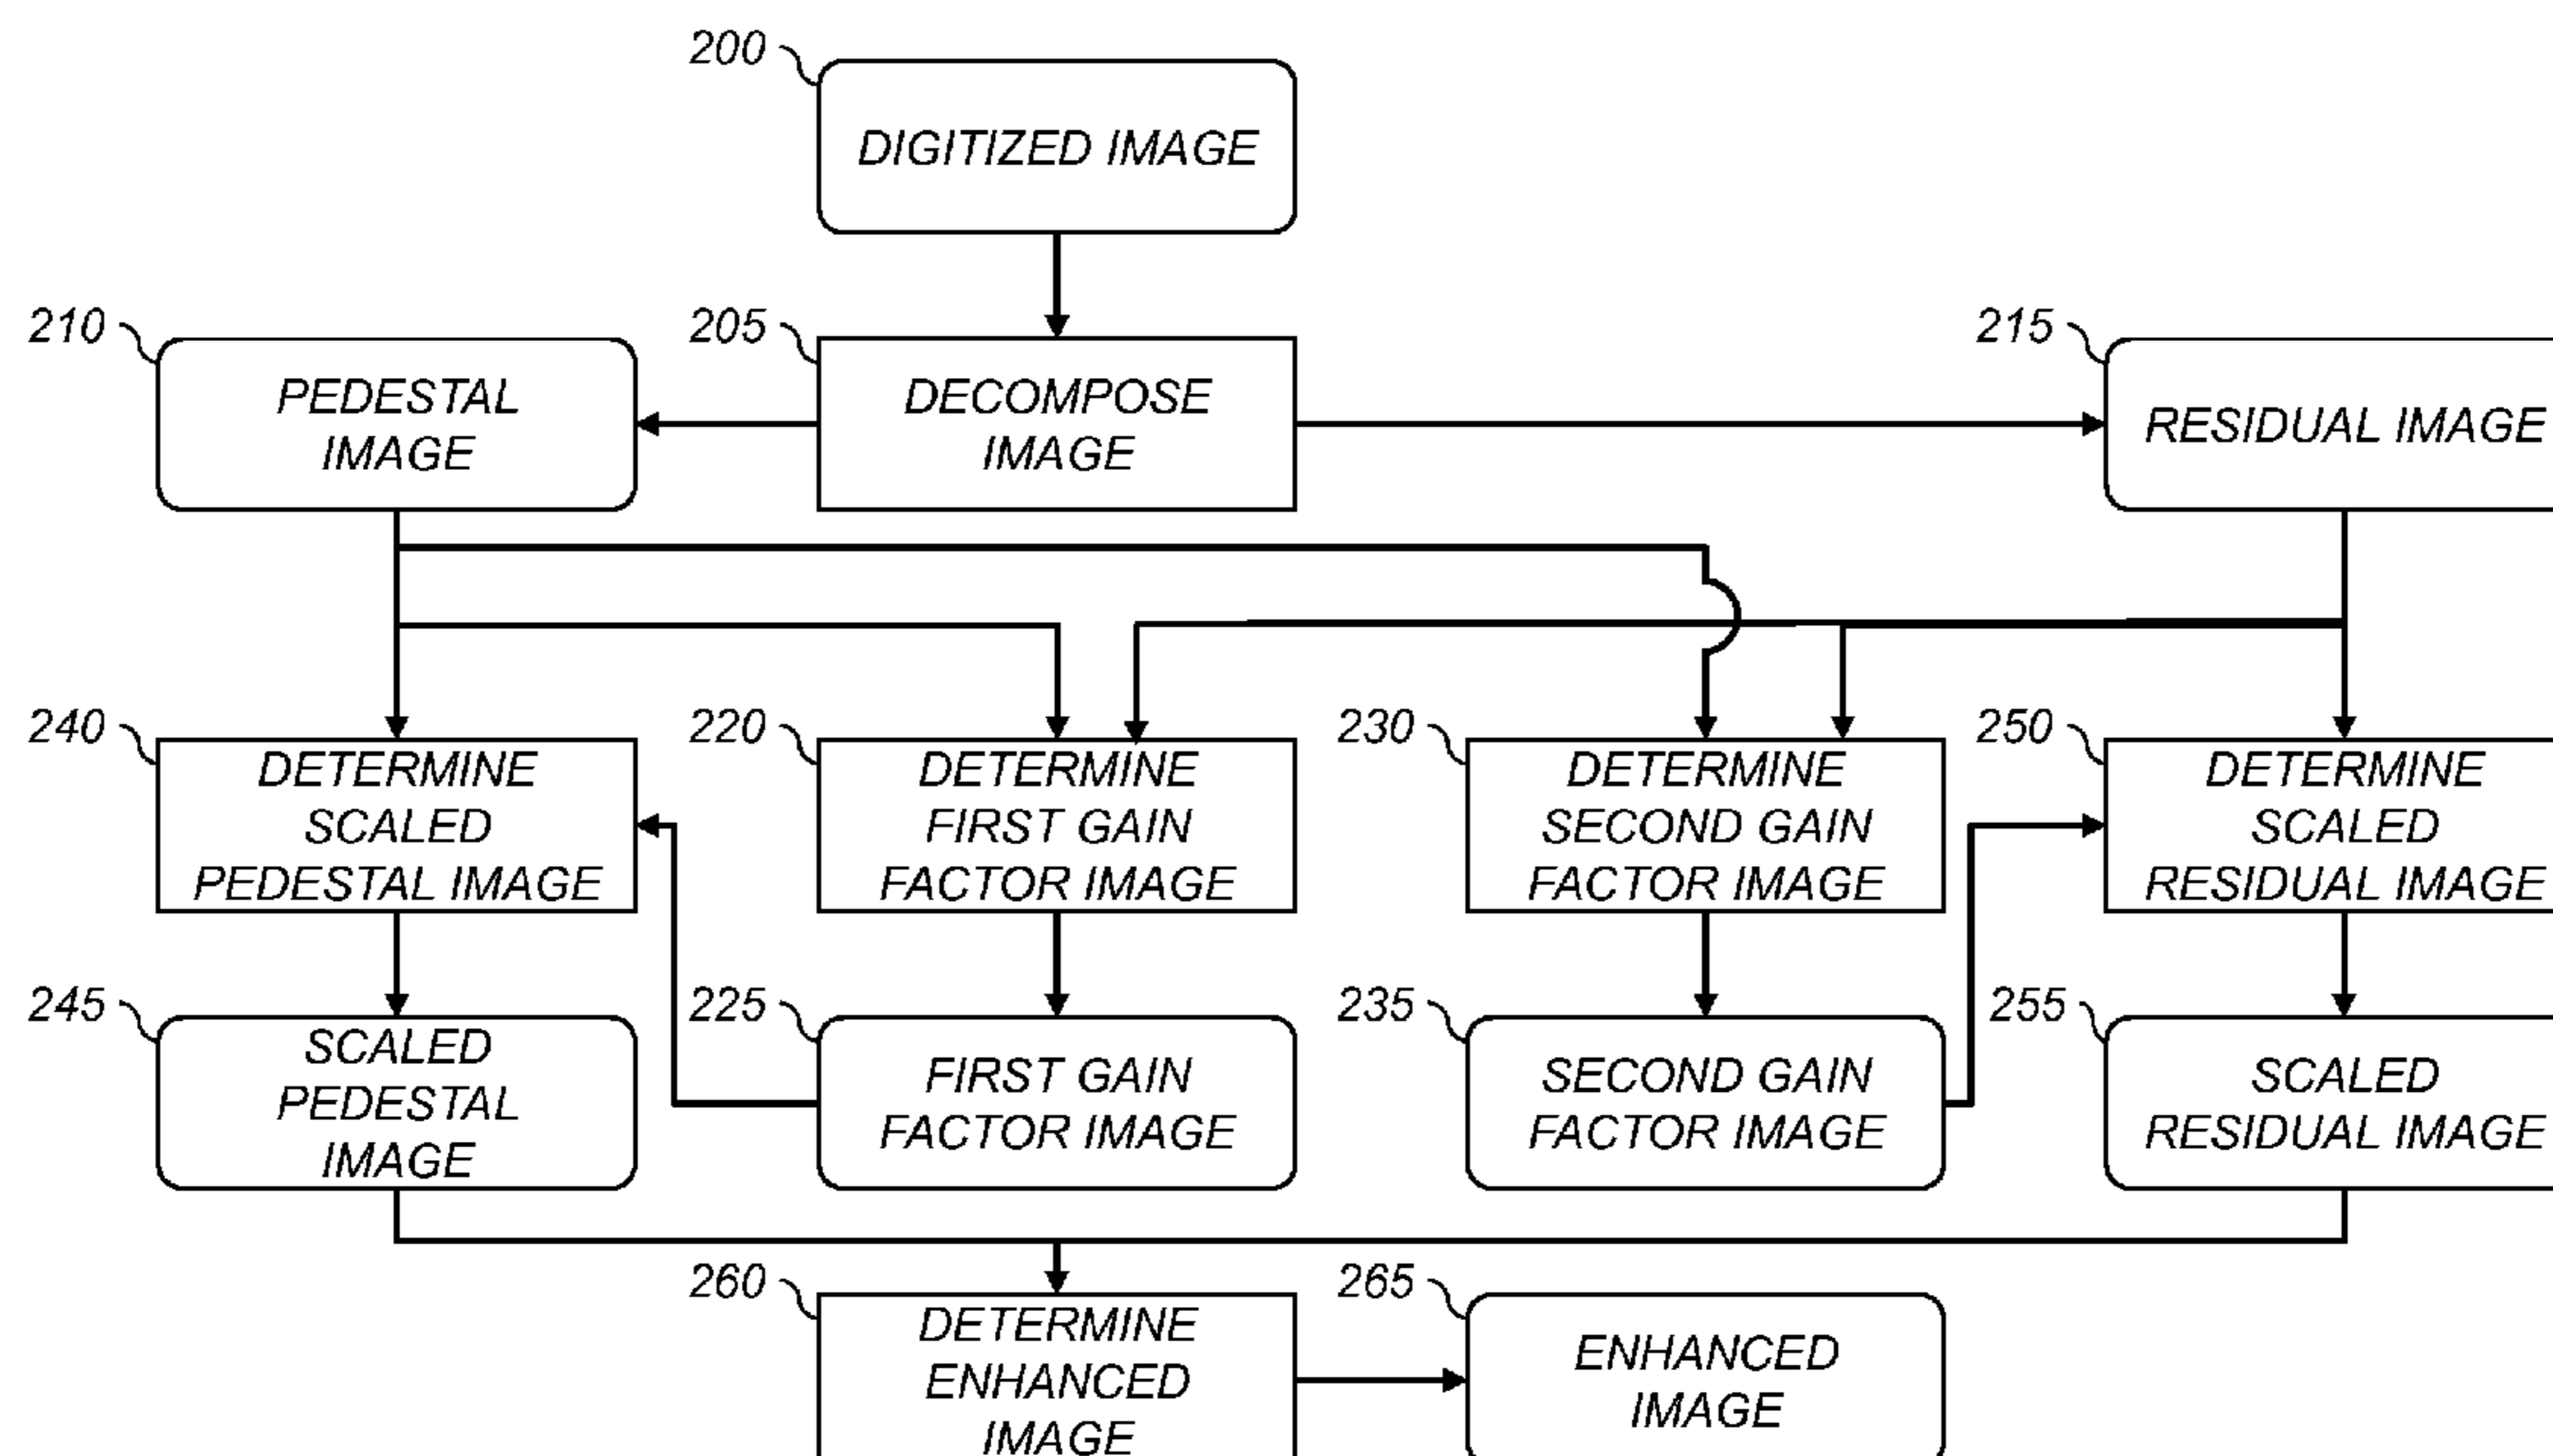 200
DIGITIZED IMAGE
210
205
215
PEDESTAL
IMAGE
DECOMPOSE
IMAGE
RESIDUAL IMAGE
240
220
230
250
DETERMINE
SCALED
PEDESTAL IMAGE
DETERMINE
FIRST GAIN
FACTOR IMAGE
DETERMINE
SECOND GAIN
FACTOR IMAGE
DETERMINE
SCALED
RESIDUAL IMAGE
245
225
235
255
SCALED
PEDESTAL
IMAGE
FIRST GAIN
FACTOR IMAGE
SECOND GAIN
FACTOR IMAGE
SCALED
RESIDUAL IMAGE
260
265
DETERMINE
ENHANCED
IMAGE
ENHANCED
IMAGE